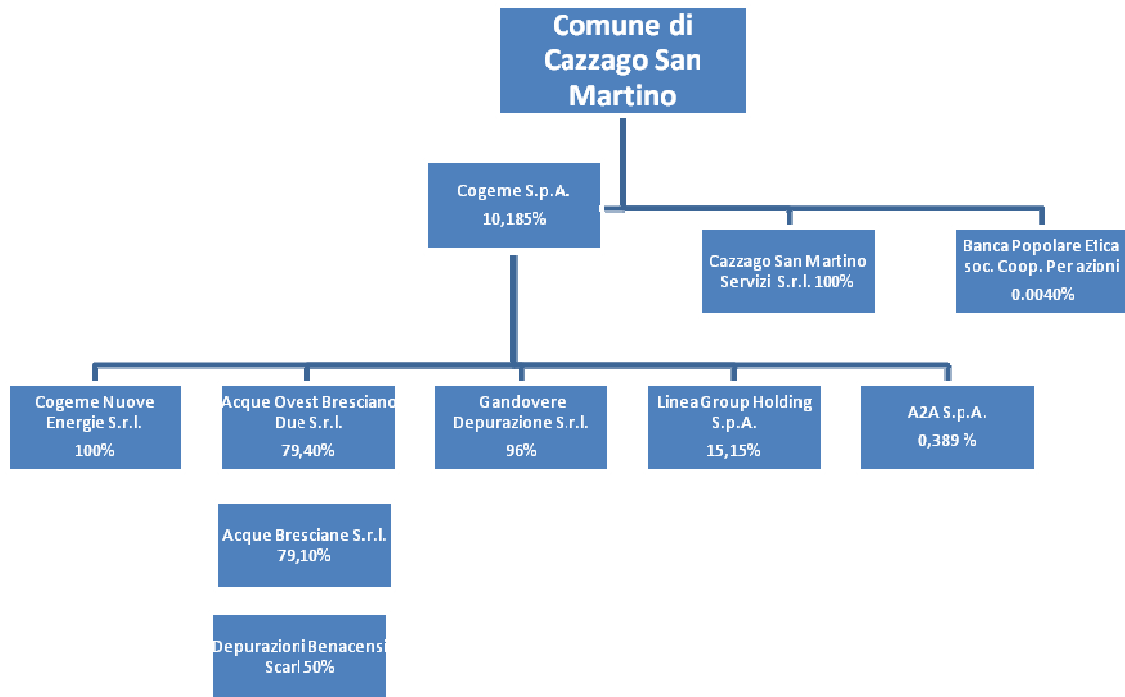 Comune di
Cazzago San
Martino
Cogeme S.p.A.
10,185%
Cazzago San Martino
Servizi S.r.l. 100%
Banca Popolare Etica
soc. Coop. Per azioni
0.0040%
Cogeme Nuove
Energie S.r.l.
100%
Acque Ovest Bresciano
Due S.r.l.
79,40%
Gandovere
Depurazione S.r.l.
96%
Linea Group Holding
S.p.A.
15,15%
A2A S.p.A.
0,389 %
Acque Bresciane S.r.l.
79,10%
Depurazioni Benacensi
Scarl 50%